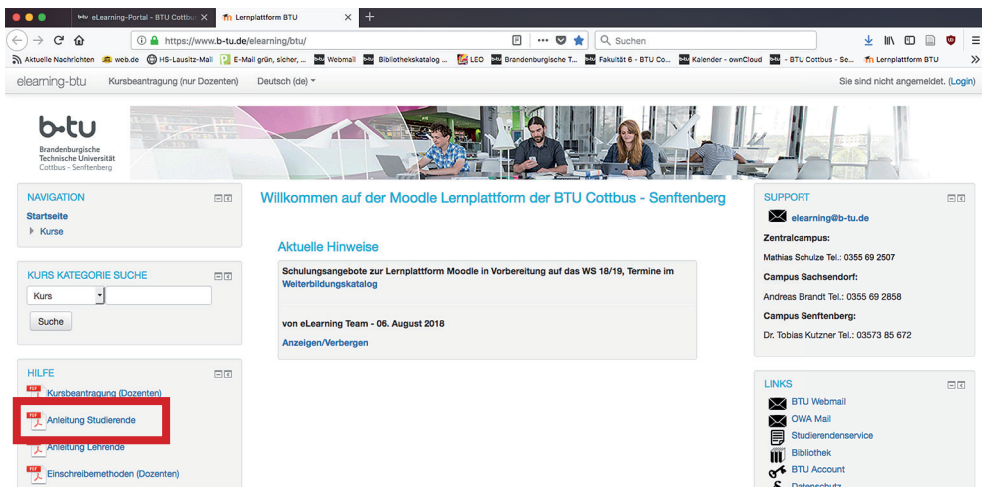 eLearning-Portal - BTU Cottbus
Lernplattform BTU
https://www.b-tu.de/elearning/btu/
Suchen
Aktuelle Nachrichten
web.de
HS-Lausitz-Mail
E-Mail grün, sicher, ...
Webmail
Bibliothekskatalog ...
LEO
Brandenburgische T...
Fakultät 6 - BTU Co...
Kalender - ownCloud
- BTU Cottbus - Se...
Lernplattform BTU
elearning-btu
Kursbeantragung (nur Dozenten)
Deutsch (de)
Sie sind nicht angemeldet. (Login)
b-tu
Brandenburgische
Technische Universität
Cottbus - Senftenberg
NAVIGATION
Startseite
Kurse
KURS KATEGORIE SUCHE
Kurs
Suche
HILFE
Kursbeantragung (Dozenten)
Anleitung Studierende
Anleitung Lehrende
Einschreibemethoden (Dozenten)
Willkommen auf der Moodle Lernplattform der BTU Cottbus - Senftenberg
Aktuelle Hinweise
Schulungsangebote zur Lernplattform Moodle in Vorbereitung auf das WS 18/19, Termine im
Weiterbildungskatalog
von eLearning Team - 06. August 2018
Anzeigen/Verbergen
SUPPORT
elearning@b-tu.de
Zentralcampus:
Mathias Schulze Tel.: 0355 69 2507
Campus Sachsendorf:
Andreas Brandt Tel.: 0355 69 2858
Campus Senftenberg:
Dr. Tobias Kutzner Tel.: 03573 85 672
LINKS
BTU Webmail
OWA Mail
Studierendenservice
Bibliothek
BTU Account
Datenschutz